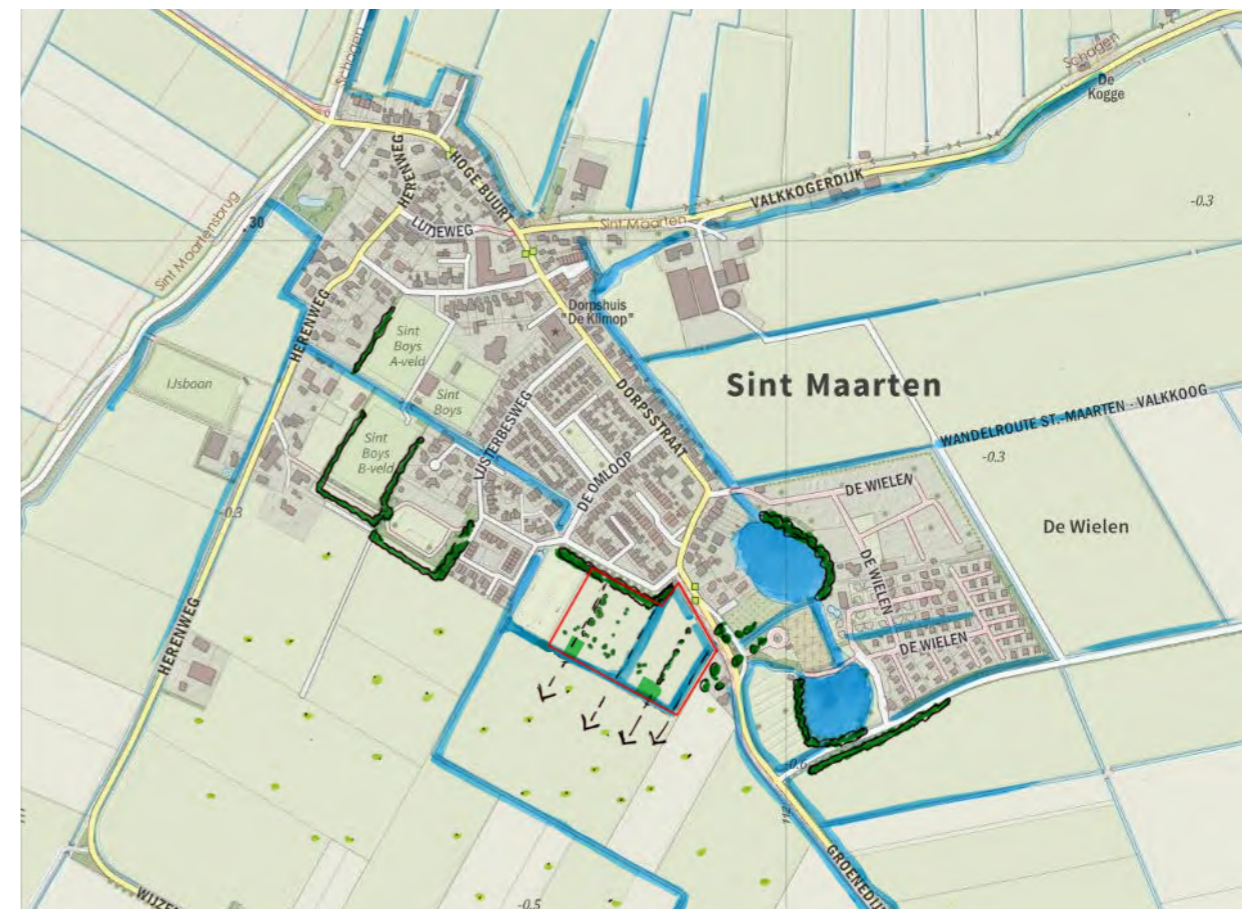 Schagen
Schagen
De
Kogge
HERENWEG
HOGE BUURT
VALKKOGERDIJK
-0.3
Sint Maartensbrug
.30
LUTJEWEG
Sint Maarten
Dorpshuis
"De Klimop"
HERENWEG
Sint
Boys
A-veld
IJsbaan
Sint
Boys
DORPSSTRAAT
Sint Maarten
WANDELROUTE ST.-MAARTEN - VALKKOOG
-0.3
Sint
Boys
B-veld
LIJSTERBESWEG
DE OMLOOP
DE WIELEN
De Wielen
-0.3
DE WIELEN
HERENWEG
DE WIELEN
-0.6
GROENEDIJK
-0.5